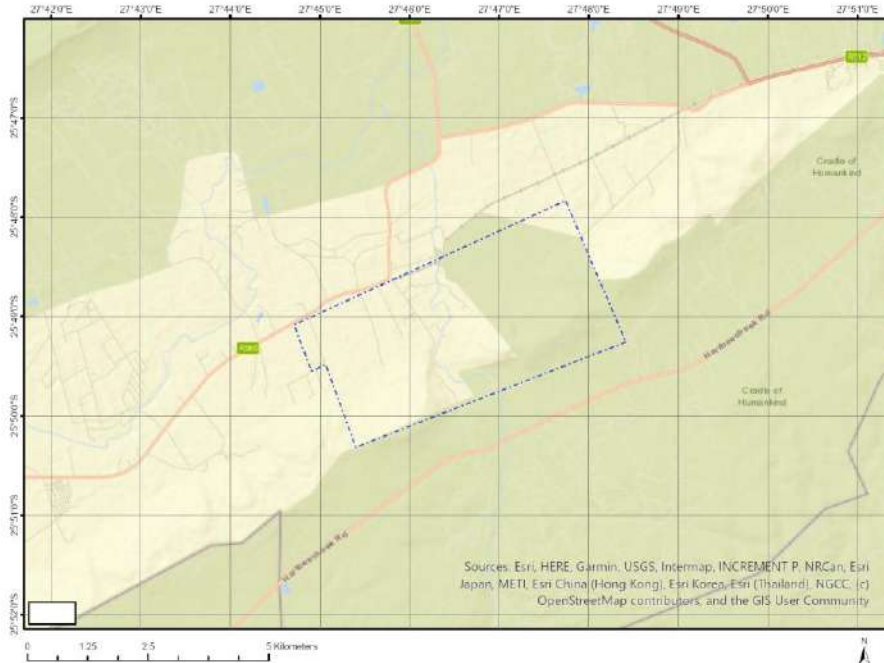 27°42'0"E 27°43'0"E 27°44'0"E 27°45'0"E 27°46'0"E 27°47'0"E 27°48'0"E 27°49'0"E 27°50'0"E 27°51'0"E
25°47'0"S
Cradle of
Humankind
25°48'0"S
25°49'0"S
Hartbeeshoek Rd
Cradle of
Humankind
25°50'0"S
25°51'0"S
Hartbeeshoek Rd
Sources: Esri, HERE, Garmin, USGS, Intermap, INCREMENT P, NRCan, Esri
Japan, METI, Esri China (Hong Kong), Esri Korea, Esri (Thailand), NGCC, (c)
OpenStreetMap contributors, and the GIS User Community
25°52'0"S
0 1.25 2.5 5 Kilometers
N